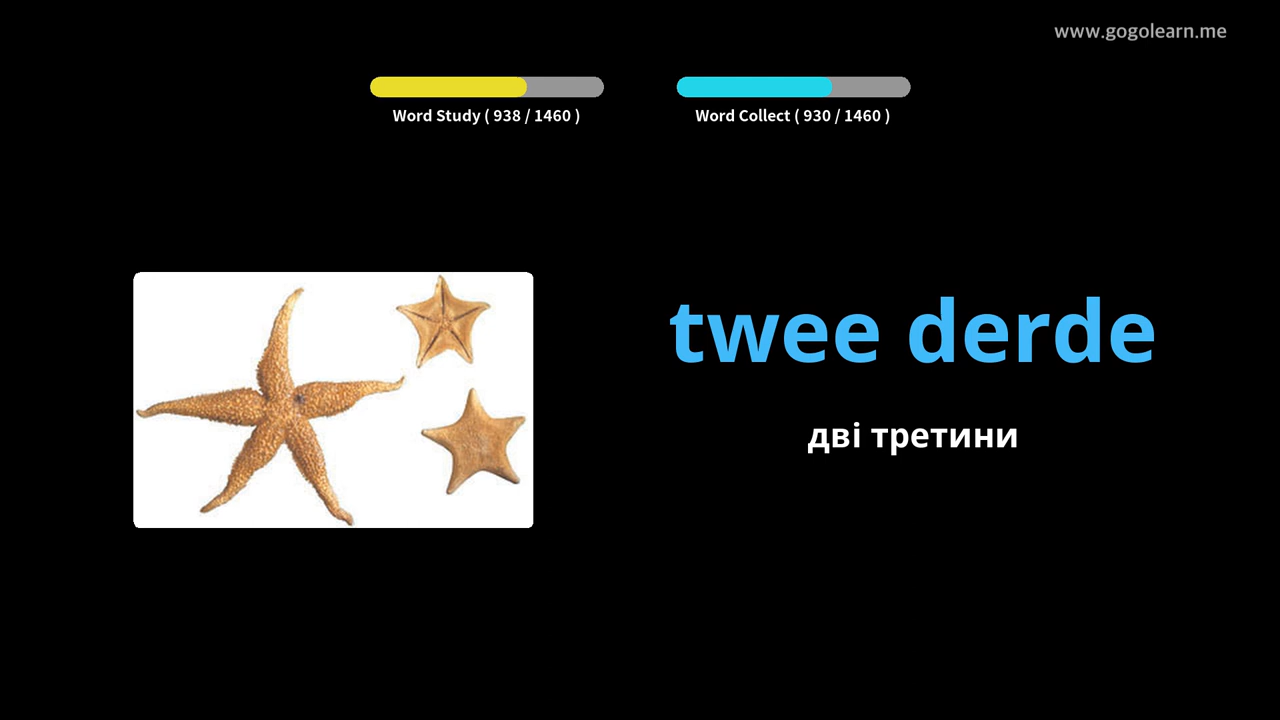 www.gogolearn.me
Word Study ( 938 / 1460 )
Word Collect ( 930 / 1460 )
twee derde
дві третини